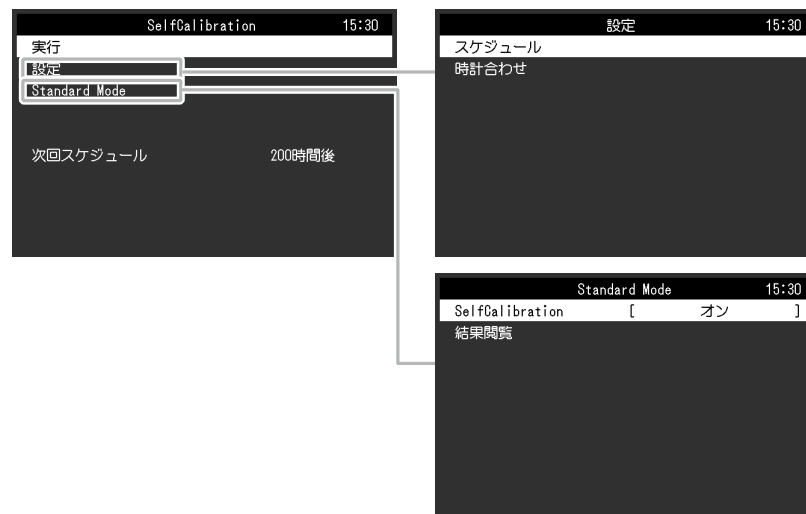 SelfCalibration 15:30
実行
設定
Standard Mode
次回スケジュール 200時間後
設定 15:30
スケジュール
時計合わせ
Standard Mode 15:30
SelfCalibration [ オン ]
結果閲覧